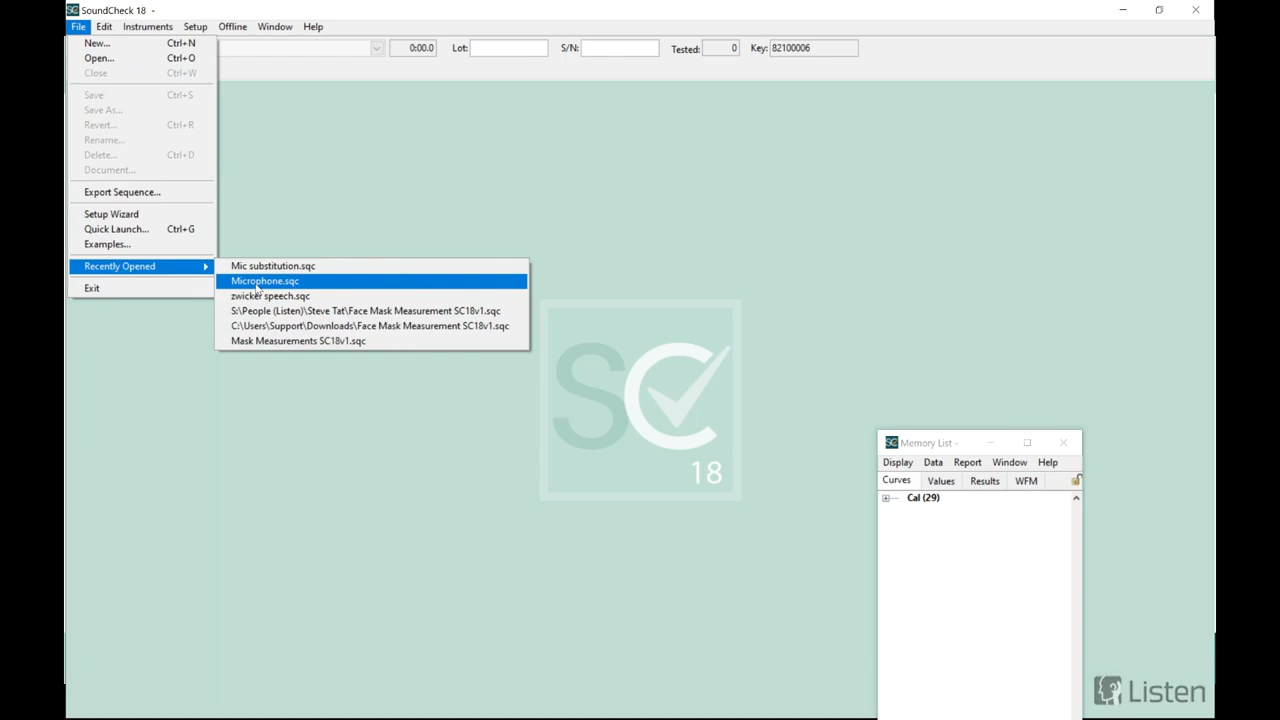 SC SoundCheck 18 -
File Edit Instruments Setup Offline Window Help
0:00.0 Lot: S/N: Tested: 0 Key: 82100006
New... Ctrl+N
Open... Ctrl+O
Close Ctrl+W
Save Ctrl+S
Save As...
Revert... Ctrl+R
Rename...
Delete... Ctrl+D
Document...
Export Sequence...
Setup Wizard
Quick Launch... Ctrl+G
Examples...
Recently Opened
Exit
Mic substitution.sqc
Microphone.sqc
zwicker speech.sqc
S:\People (Listen)\Steve Tat\Face Mask Measurement SC18v1.sqc
C:\Users\Support\Downloads\Face Mask Measurement SC18v1.sqc
Mask Measurements SC18v1.sqc
SC
18
SC Memory List -
Display Data Report Window Help
Curves Values Results WFM
Cal (29)
Listen